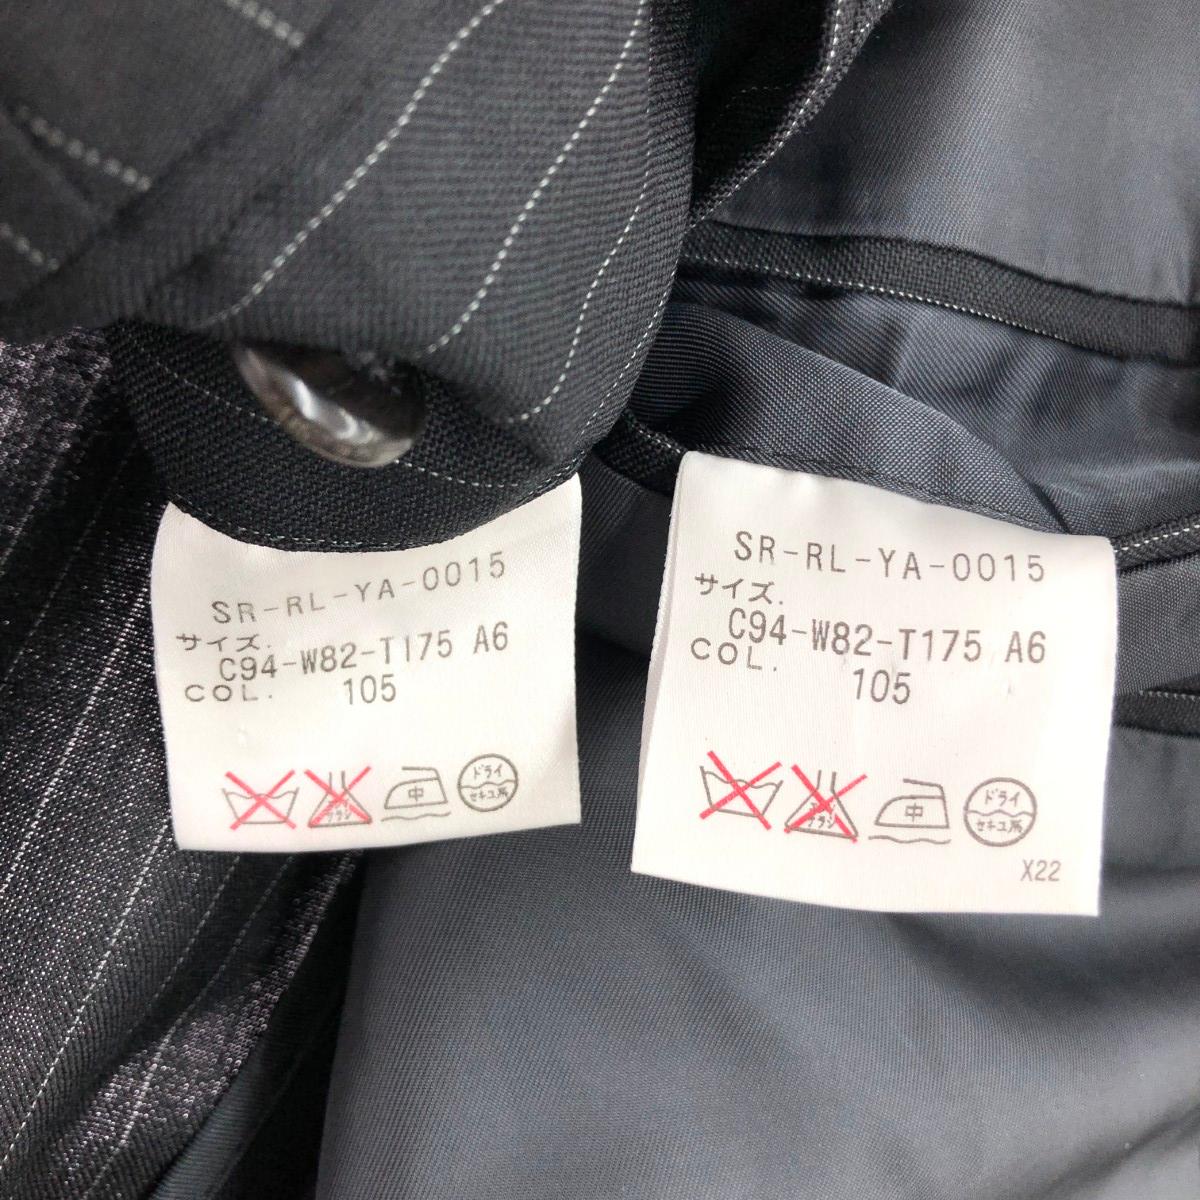 SR-RL-YA-0015
サイズ.
C94-W82-T175 A6
COL. 105
中
ドライ
セキユ系
SR-RL-YA-0015
サイズ.
C94-W82-T175 A6
COL. 105
中
ドライ
セキユ系
X22